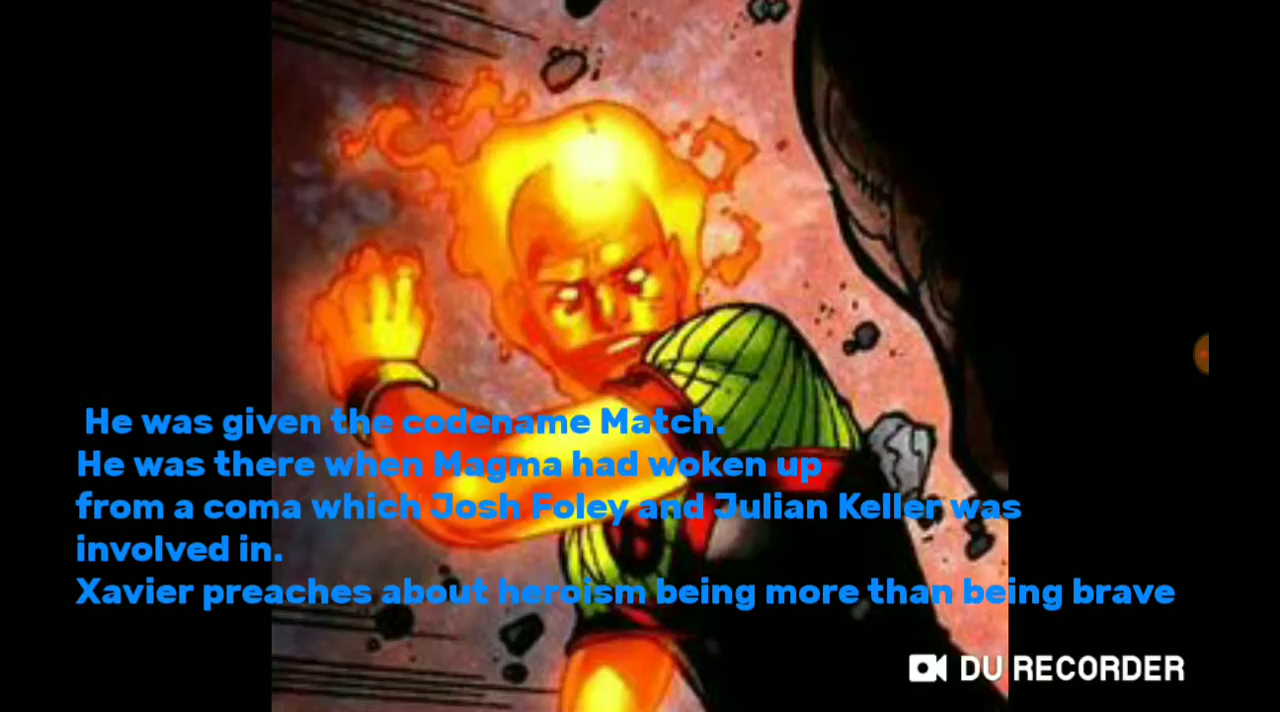 He was given the codename Match.
He was there when Magma had woken up
from a coma which Josh Foley and Julian Keller was
involved in.
Xavier preaches about heroism being more than being brave
DU RECORDER